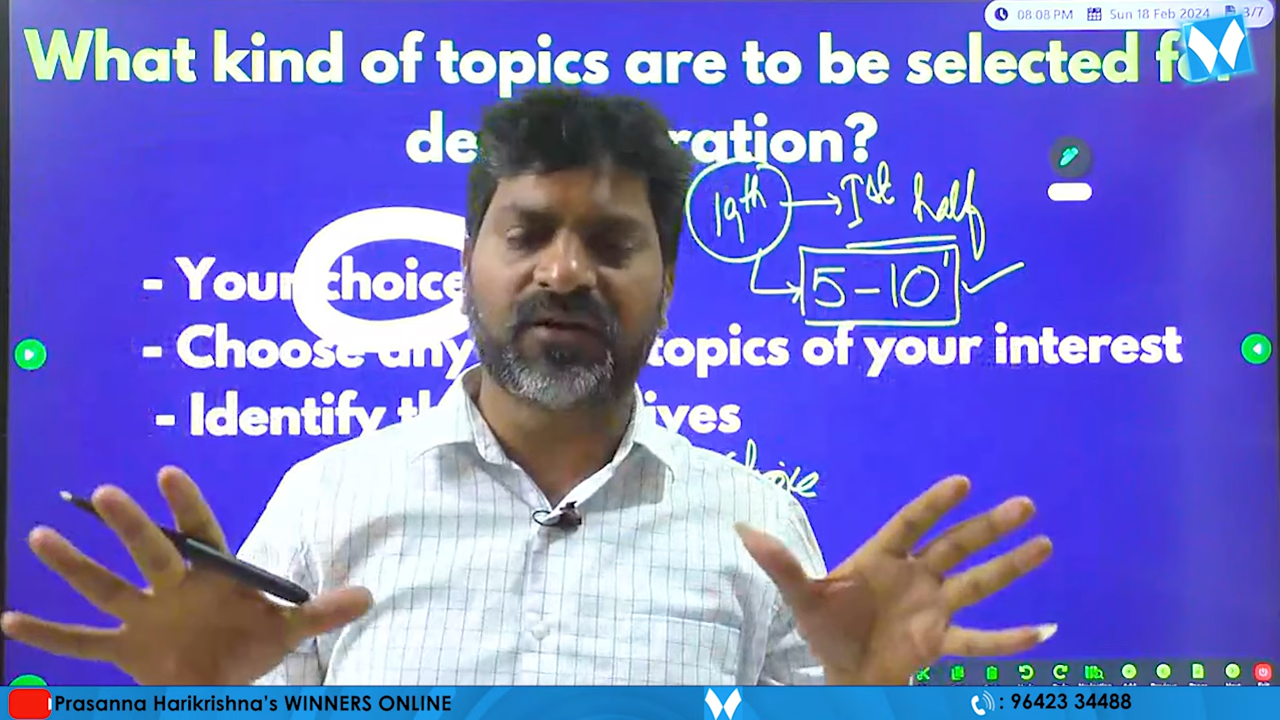 08:08 PM Sun 18 Feb 2024 3/7
What kind of topics are to be selected for
de ration?
19th → Ist half
- Your choice
5-10'
- Choose any topics of your interest
- Identify ives
choice
Prasanna Harikrishna's WINNERS ONLINE
: 96423 34488